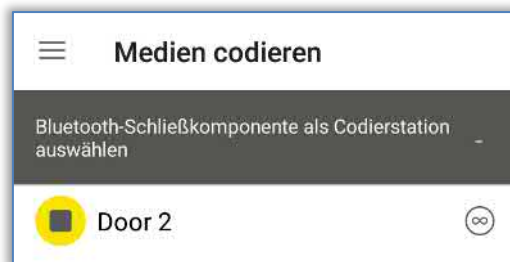 Medien codieren
Bluetooth-Schließkomponente als Codierstation
auswählen
-
Door 2